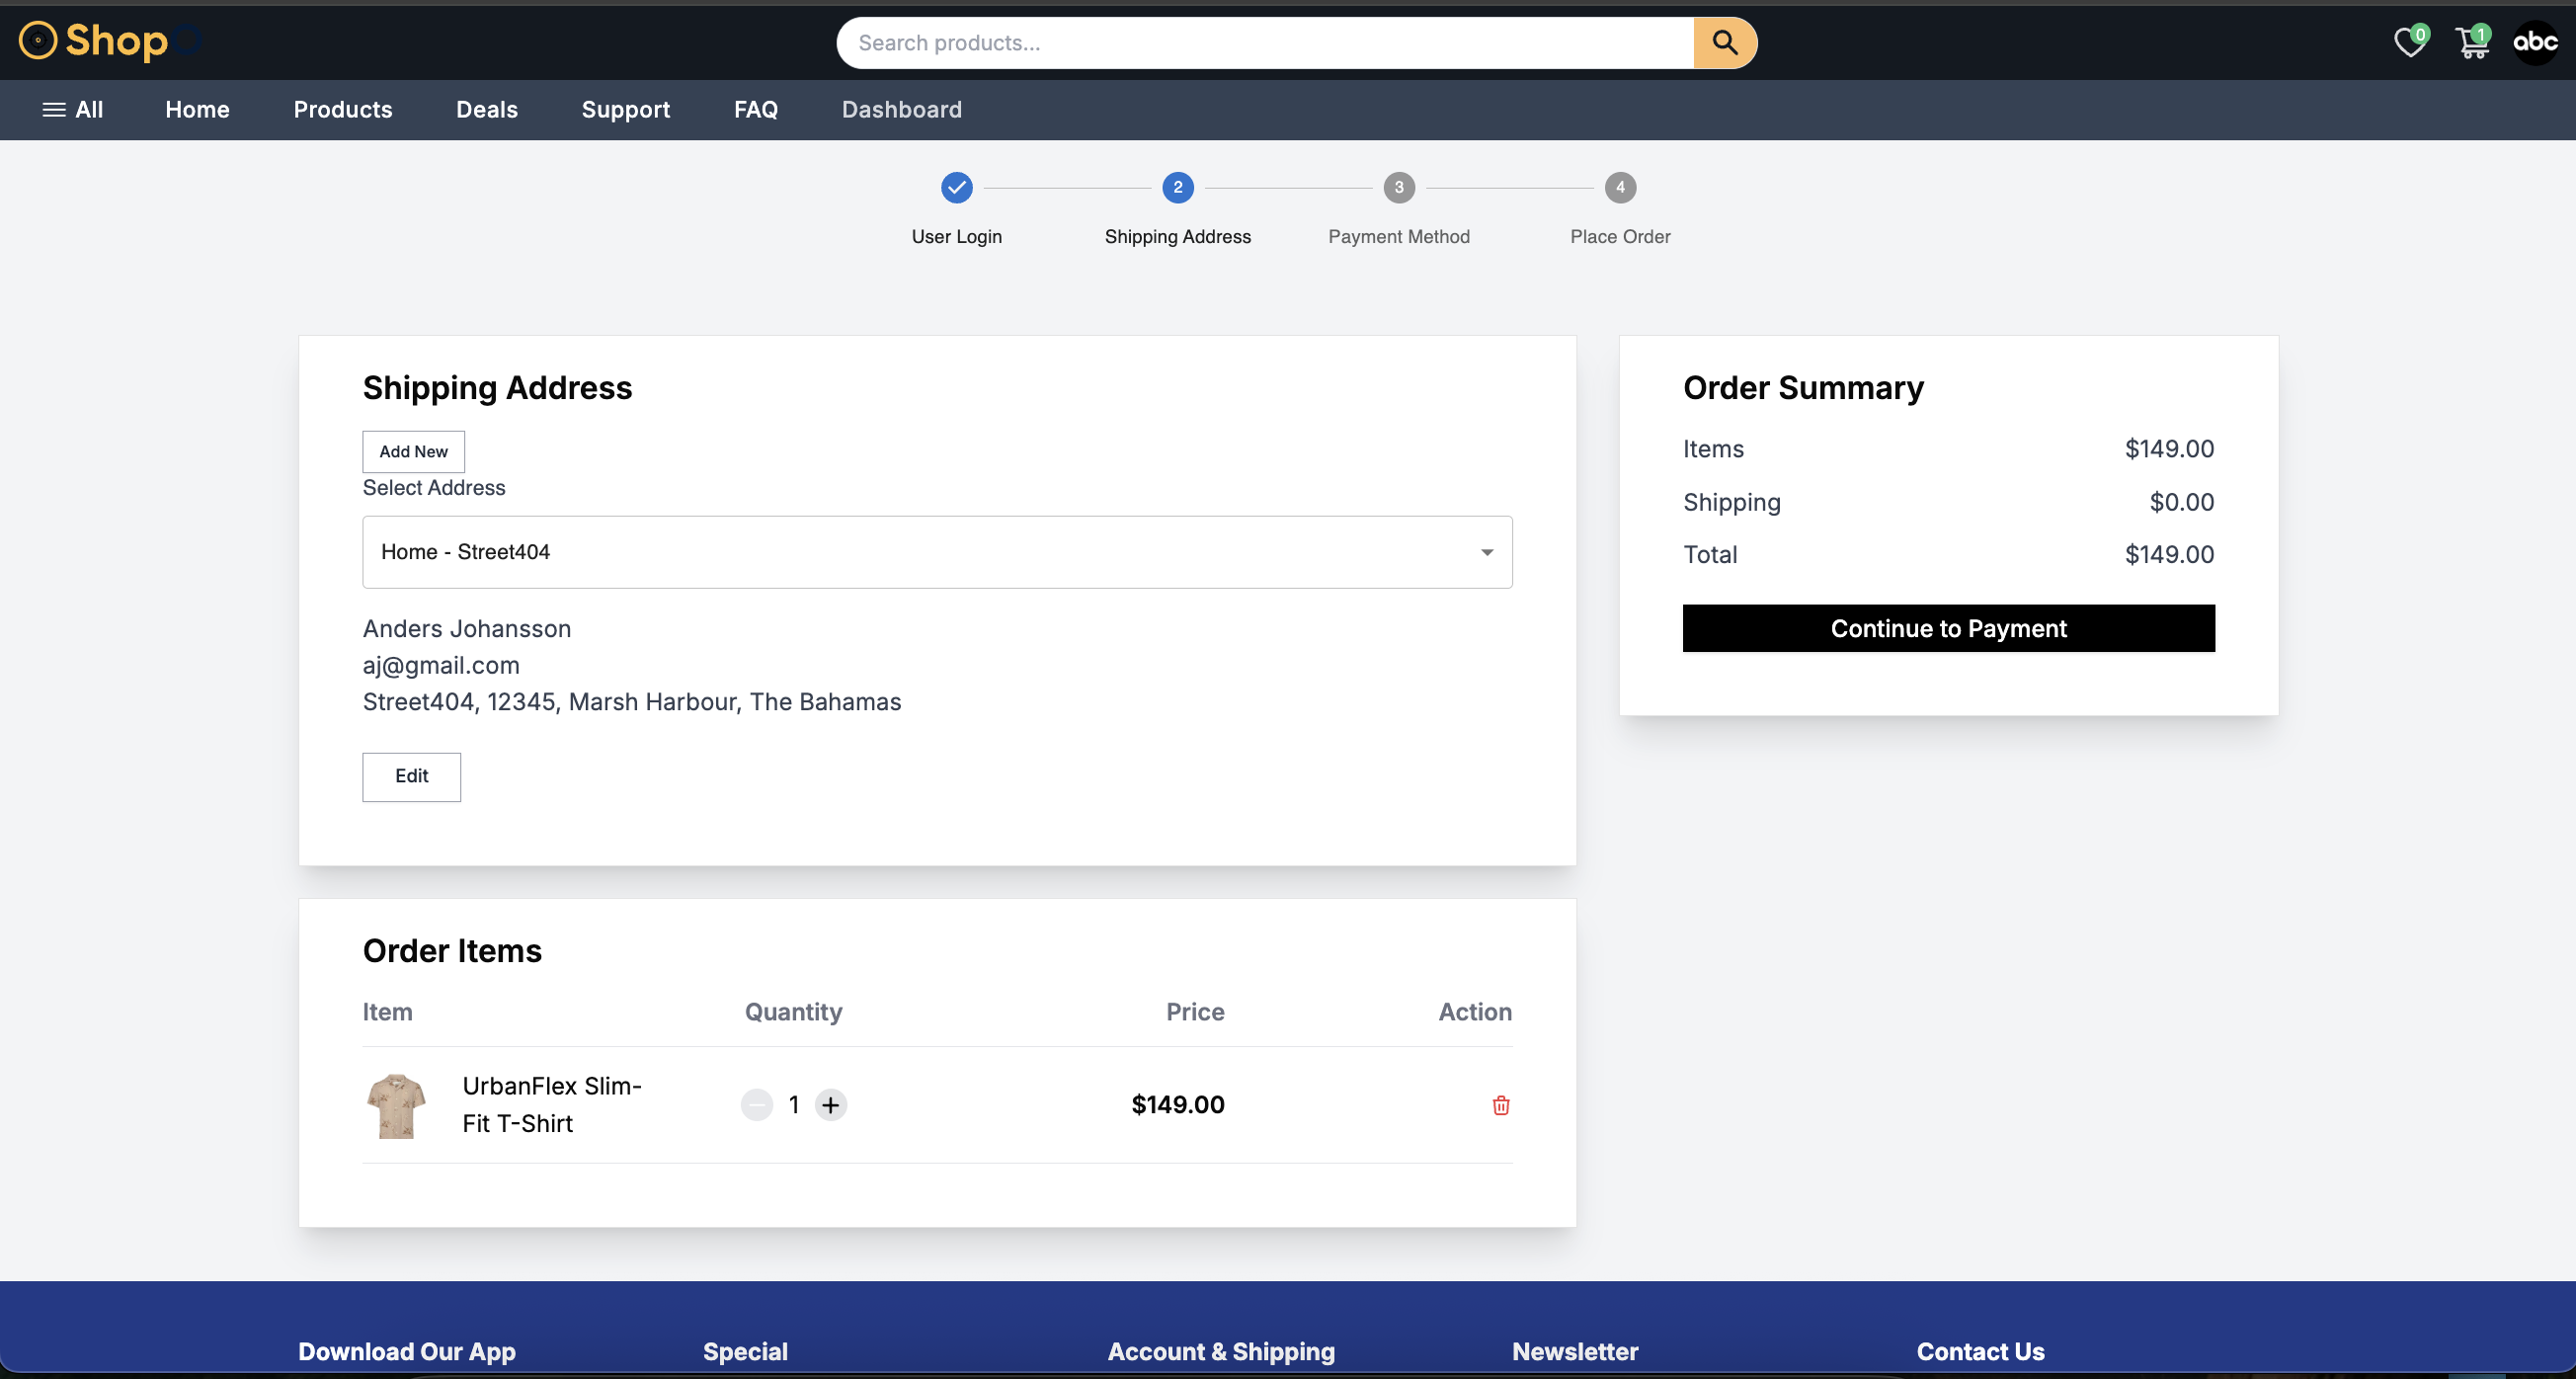 ShopO
Search products...
0
1
abc
All
Home
Products
Deals
Support
FAQ
Dashboard
2
3
4
User Login
Shipping Address
Payment Method
Place Order
Shipping Address
Add New
Select Address
Home - Street404
Anders Johansson
aj@gmail.com
Street404, 12345, Marsh Harbour, The Bahamas
Edit
Order Summary
Items $149.00
Shipping $0.00
Total $149.00
Continue to Payment
Order Items
Item Quantity Price Action
UrbanFlex Slim-
Fit T-Shirt
1
$149.00
Download Our App
Special
Account & Shipping
Newsletter
Contact Us